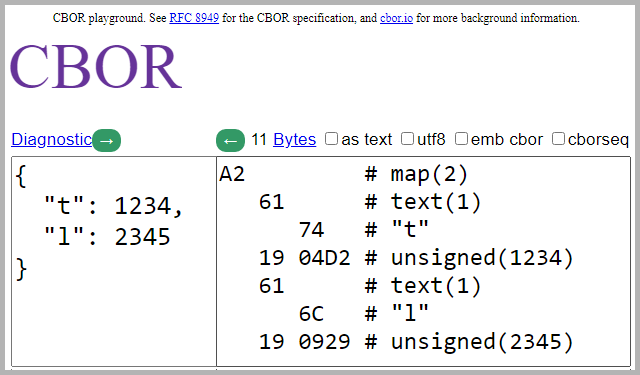 CBOR playground. See RFC 8949 for the CBOR specification, and cbor.io for more background information.
CBOR
Diagnostic → ← 11 Bytes as text utf8 emb cbor cborseq
{
  "t": 1234,
  "l": 2345
}
A2         # map(2)
   61      # text(1)
      74   # "t"
   19 04D2 # unsigned(1234)
   61      # text(1)
      6C   # "l"
   19 0929 # unsigned(2345)